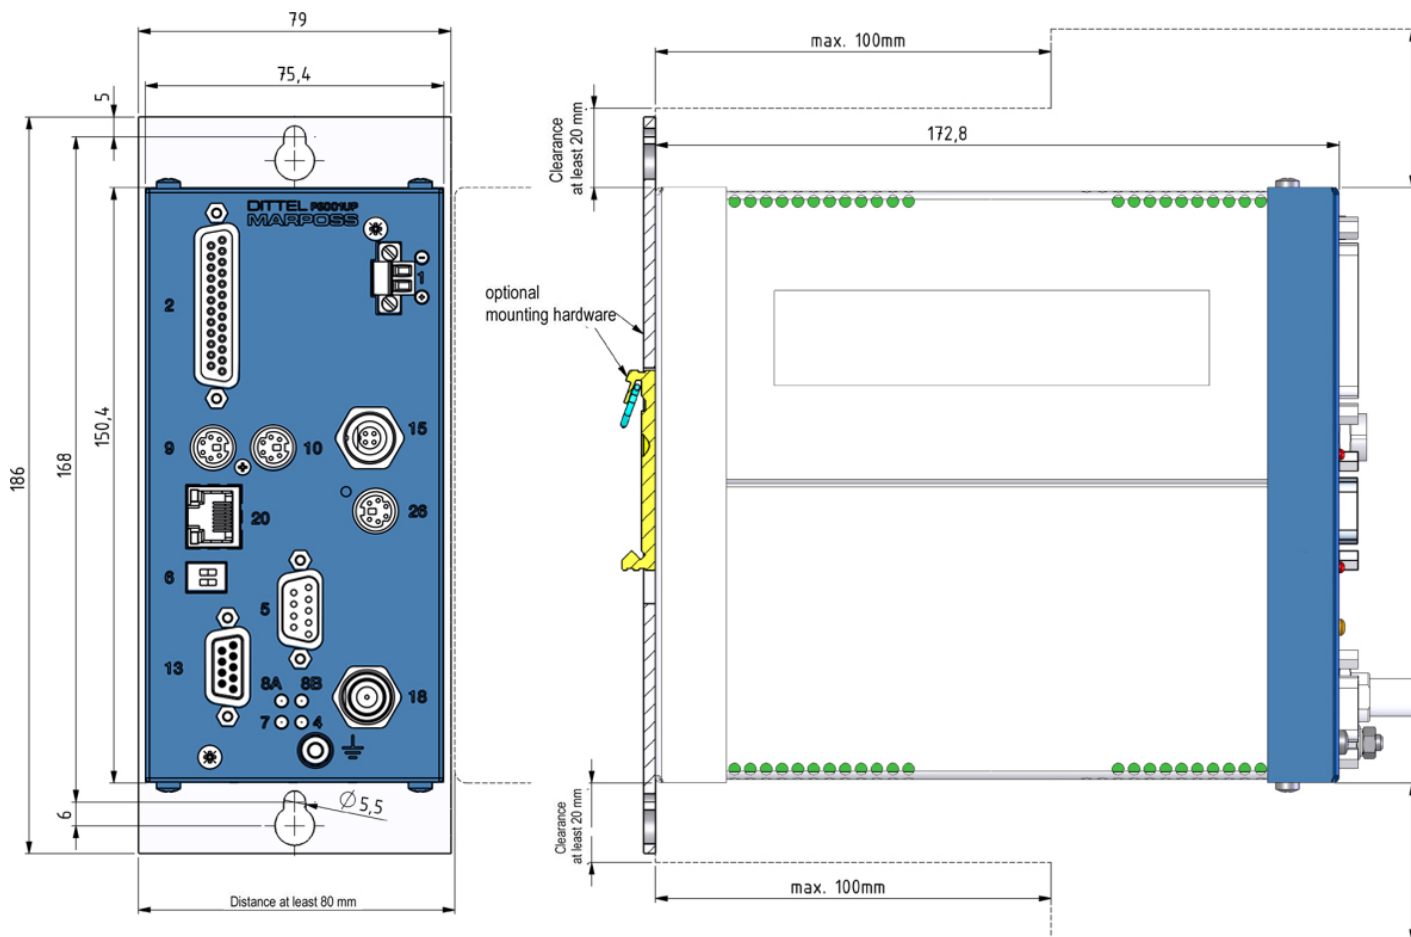 79
75,4
5
186
168
150,4
6
DITTEL P6001UP
MARPOSS
1
2
9
10
15
20
26
6
5
13
8A 8B
7 4
18
Ø 5,5
Distance at least 80 mm
max. 100mm
Clearance
at least 20 mm
172,8
optional
mounting hardware
Clearance
at least 20 mm
max. 100mm